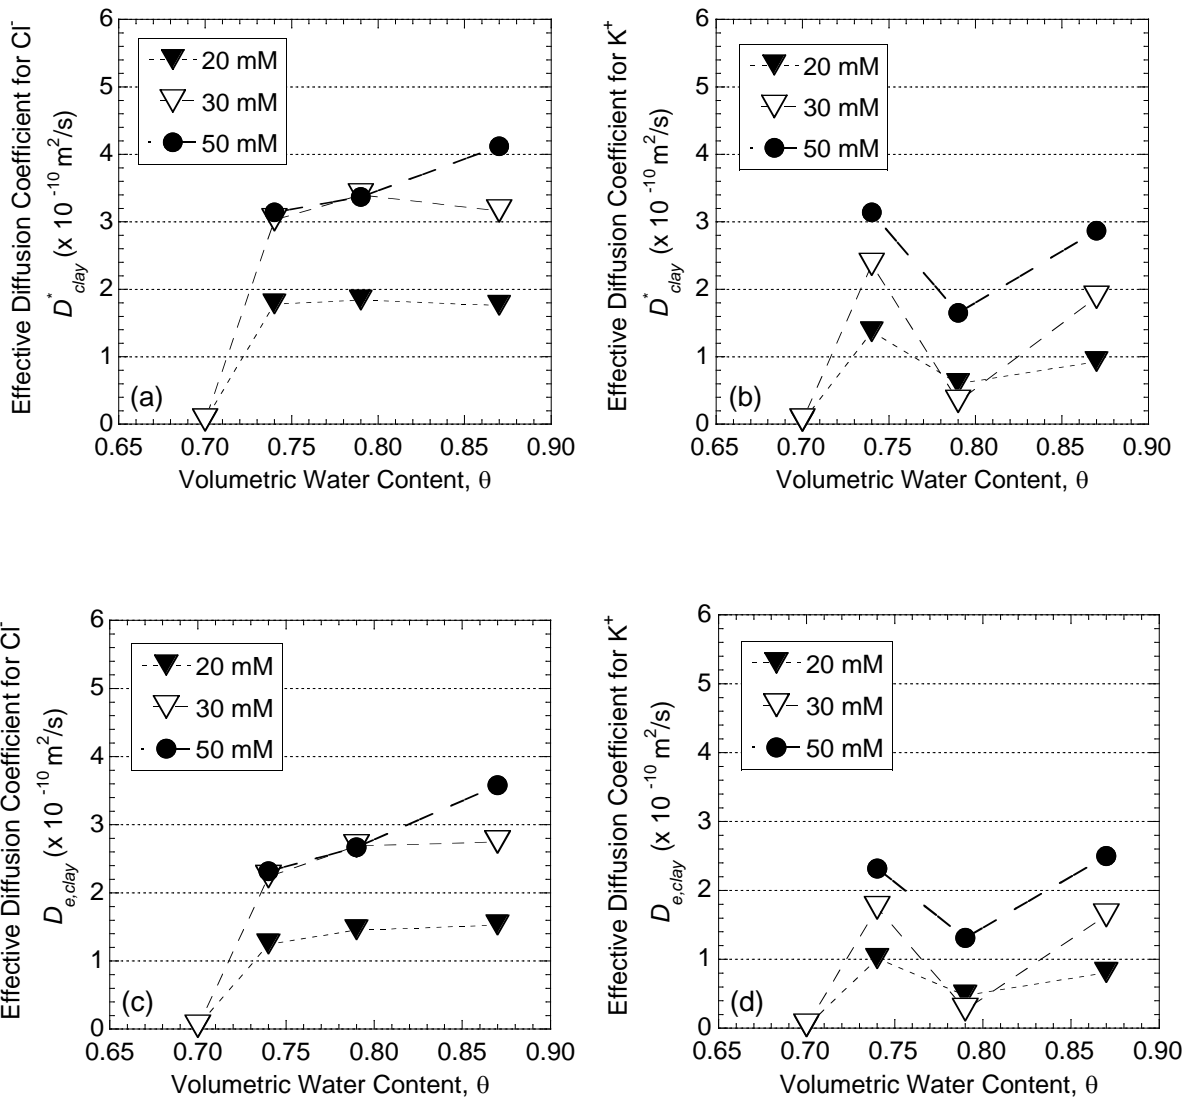 Effective Diffusion Coefficient for Cl⁻
D*clay (x 10 ⁻¹⁰ m²/s)
6
5
4
3
2
1
0
20 mM
30 mM
50 mM
(a)
0.65 0.70 0.75 0.80 0.85 0.90
Volumetric Water Content, θ
Effective Diffusion Coefficient for K⁺
D*clay (x 10 ⁻¹⁰ m²/s)
6
5
4
3
2
1
0
20 mM
30 mM
50 mM
(b)
0.65 0.70 0.75 0.80 0.85 0.90
Volumetric Water Content, θ
Effective Diffusion Coefficient for Cl⁻
De,clay (x 10 ⁻¹⁰ m²/s)
6
5
4
3
2
1
0
20 mM
30 mM
50 mM
(c)
0.65 0.70 0.75 0.80 0.85 0.90
Volumetric Water Content, θ
Effective Diffusion Coefficient for K⁺
De,clay (x 10 ⁻¹⁰ m²/s)
6
5
4
3
2
1
0
20 mM
30 mM
50 mM
(d)
0.65 0.70 0.75 0.80 0.85 0.90
Volumetric Water Content, θ